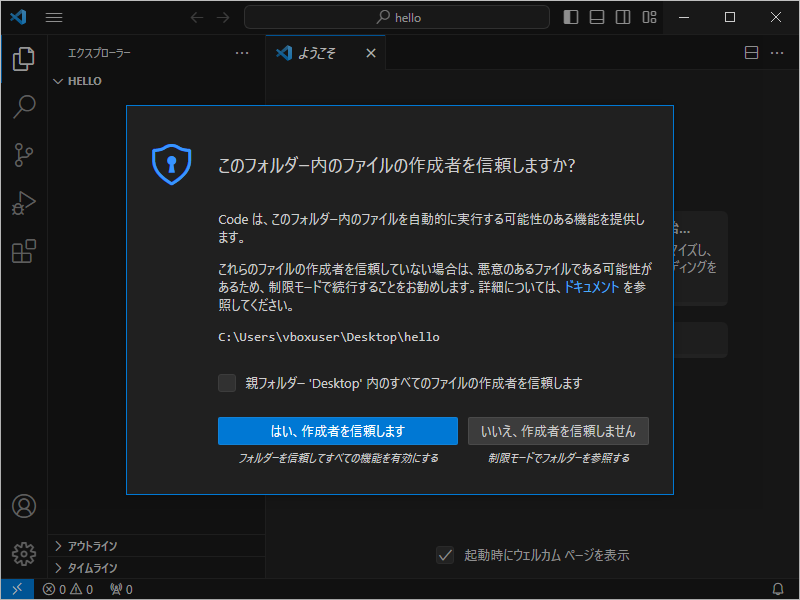 hello
エクスプローラー
ようこそ
HELLO
このフォルダー内のファイルの作成者を信頼しますか?
Code は、このフォルダー内のファイルを自動的に実行する可能性のある機能を提供し
ます。
これらのファイルの作成者を信頼していない場合は、悪意のあるファイルである可能性が
あるため、制限モードで続行することをお勧めします。詳細については、ドキュメント を参
照してください。
C:\Users\vboxuser\Desktop\hello
親フォルダー 'Desktop' 内のすべてのファイルの作成者を信頼します
はい、作成者を信頼します
いいえ、作成者を信頼しません
フォルダーを信頼してすべての機能を有効にする
制限モードでフォルダーを参照する
イズし、
ディングを
アウトライン
タイムライン
起動時にウェルカム ページを表示
0 0 0